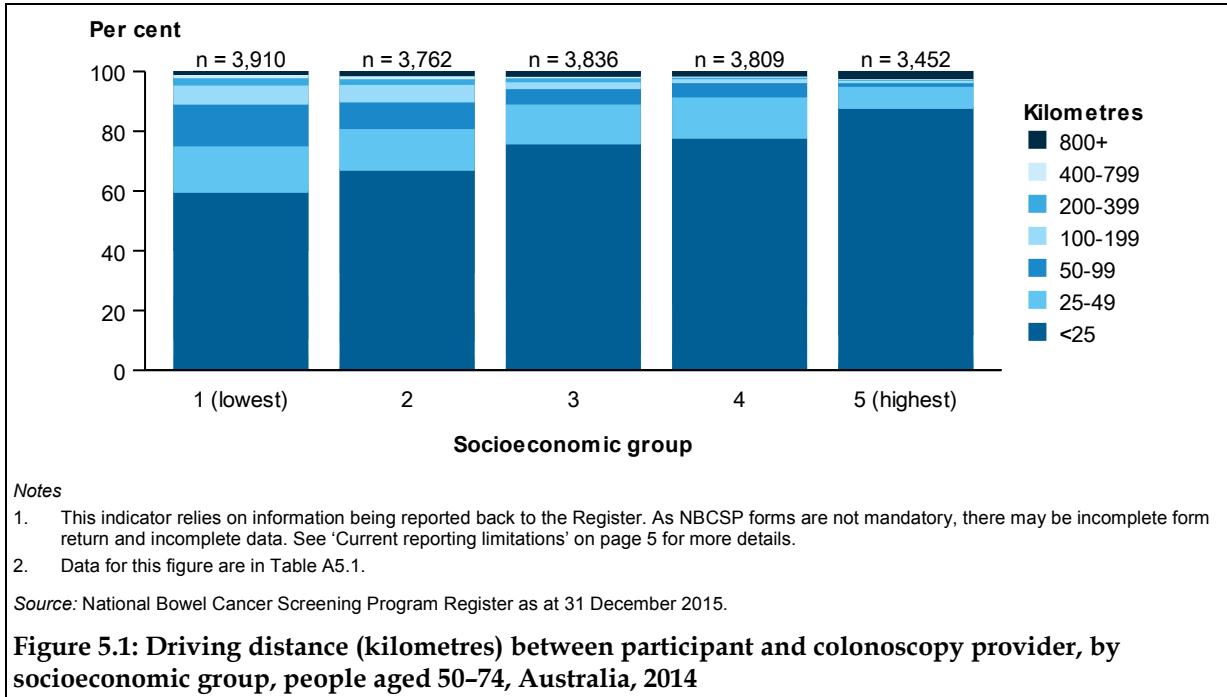 Per cent
n = 3,910 n = 3,762 n = 3,836 n = 3,809 n = 3,452
100
80
60
40
20
0
1 (lowest) 2 3 4 5 (highest)
Socioeconomic group
Kilometres
800+
400-799
200-399
100-199
50-99
25-49
<25
Notes
1. This indicator relies on information being reported back to the Register. As NBCSP forms are not mandatory, there may be incomplete form
return and incomplete data. See ‘Current reporting limitations’ on page 5 for more details.
2. Data for this figure are in Table A5.1.
Source: National Bowel Cancer Screening Program Register as at 31 December 2015.
Figure 5.1: Driving distance (kilometres) between participant and colonoscopy provider, by
socioeconomic group, people aged 50–74, Australia, 2014